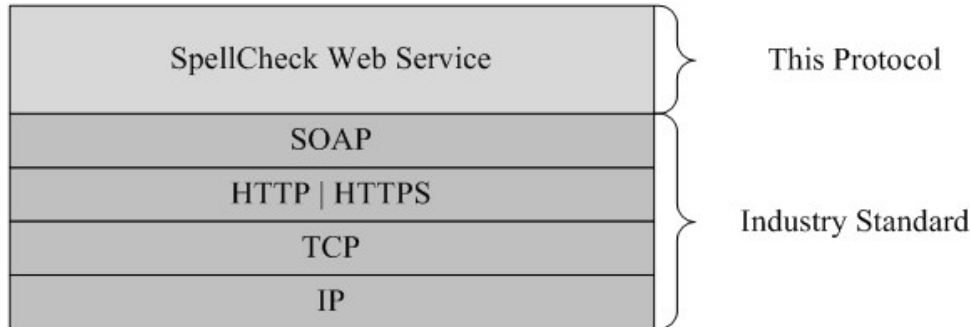 SpellCheck Web Service
This Protocol
SOAP
HTTP | HTTPS
TCP
IP
Industry Standard